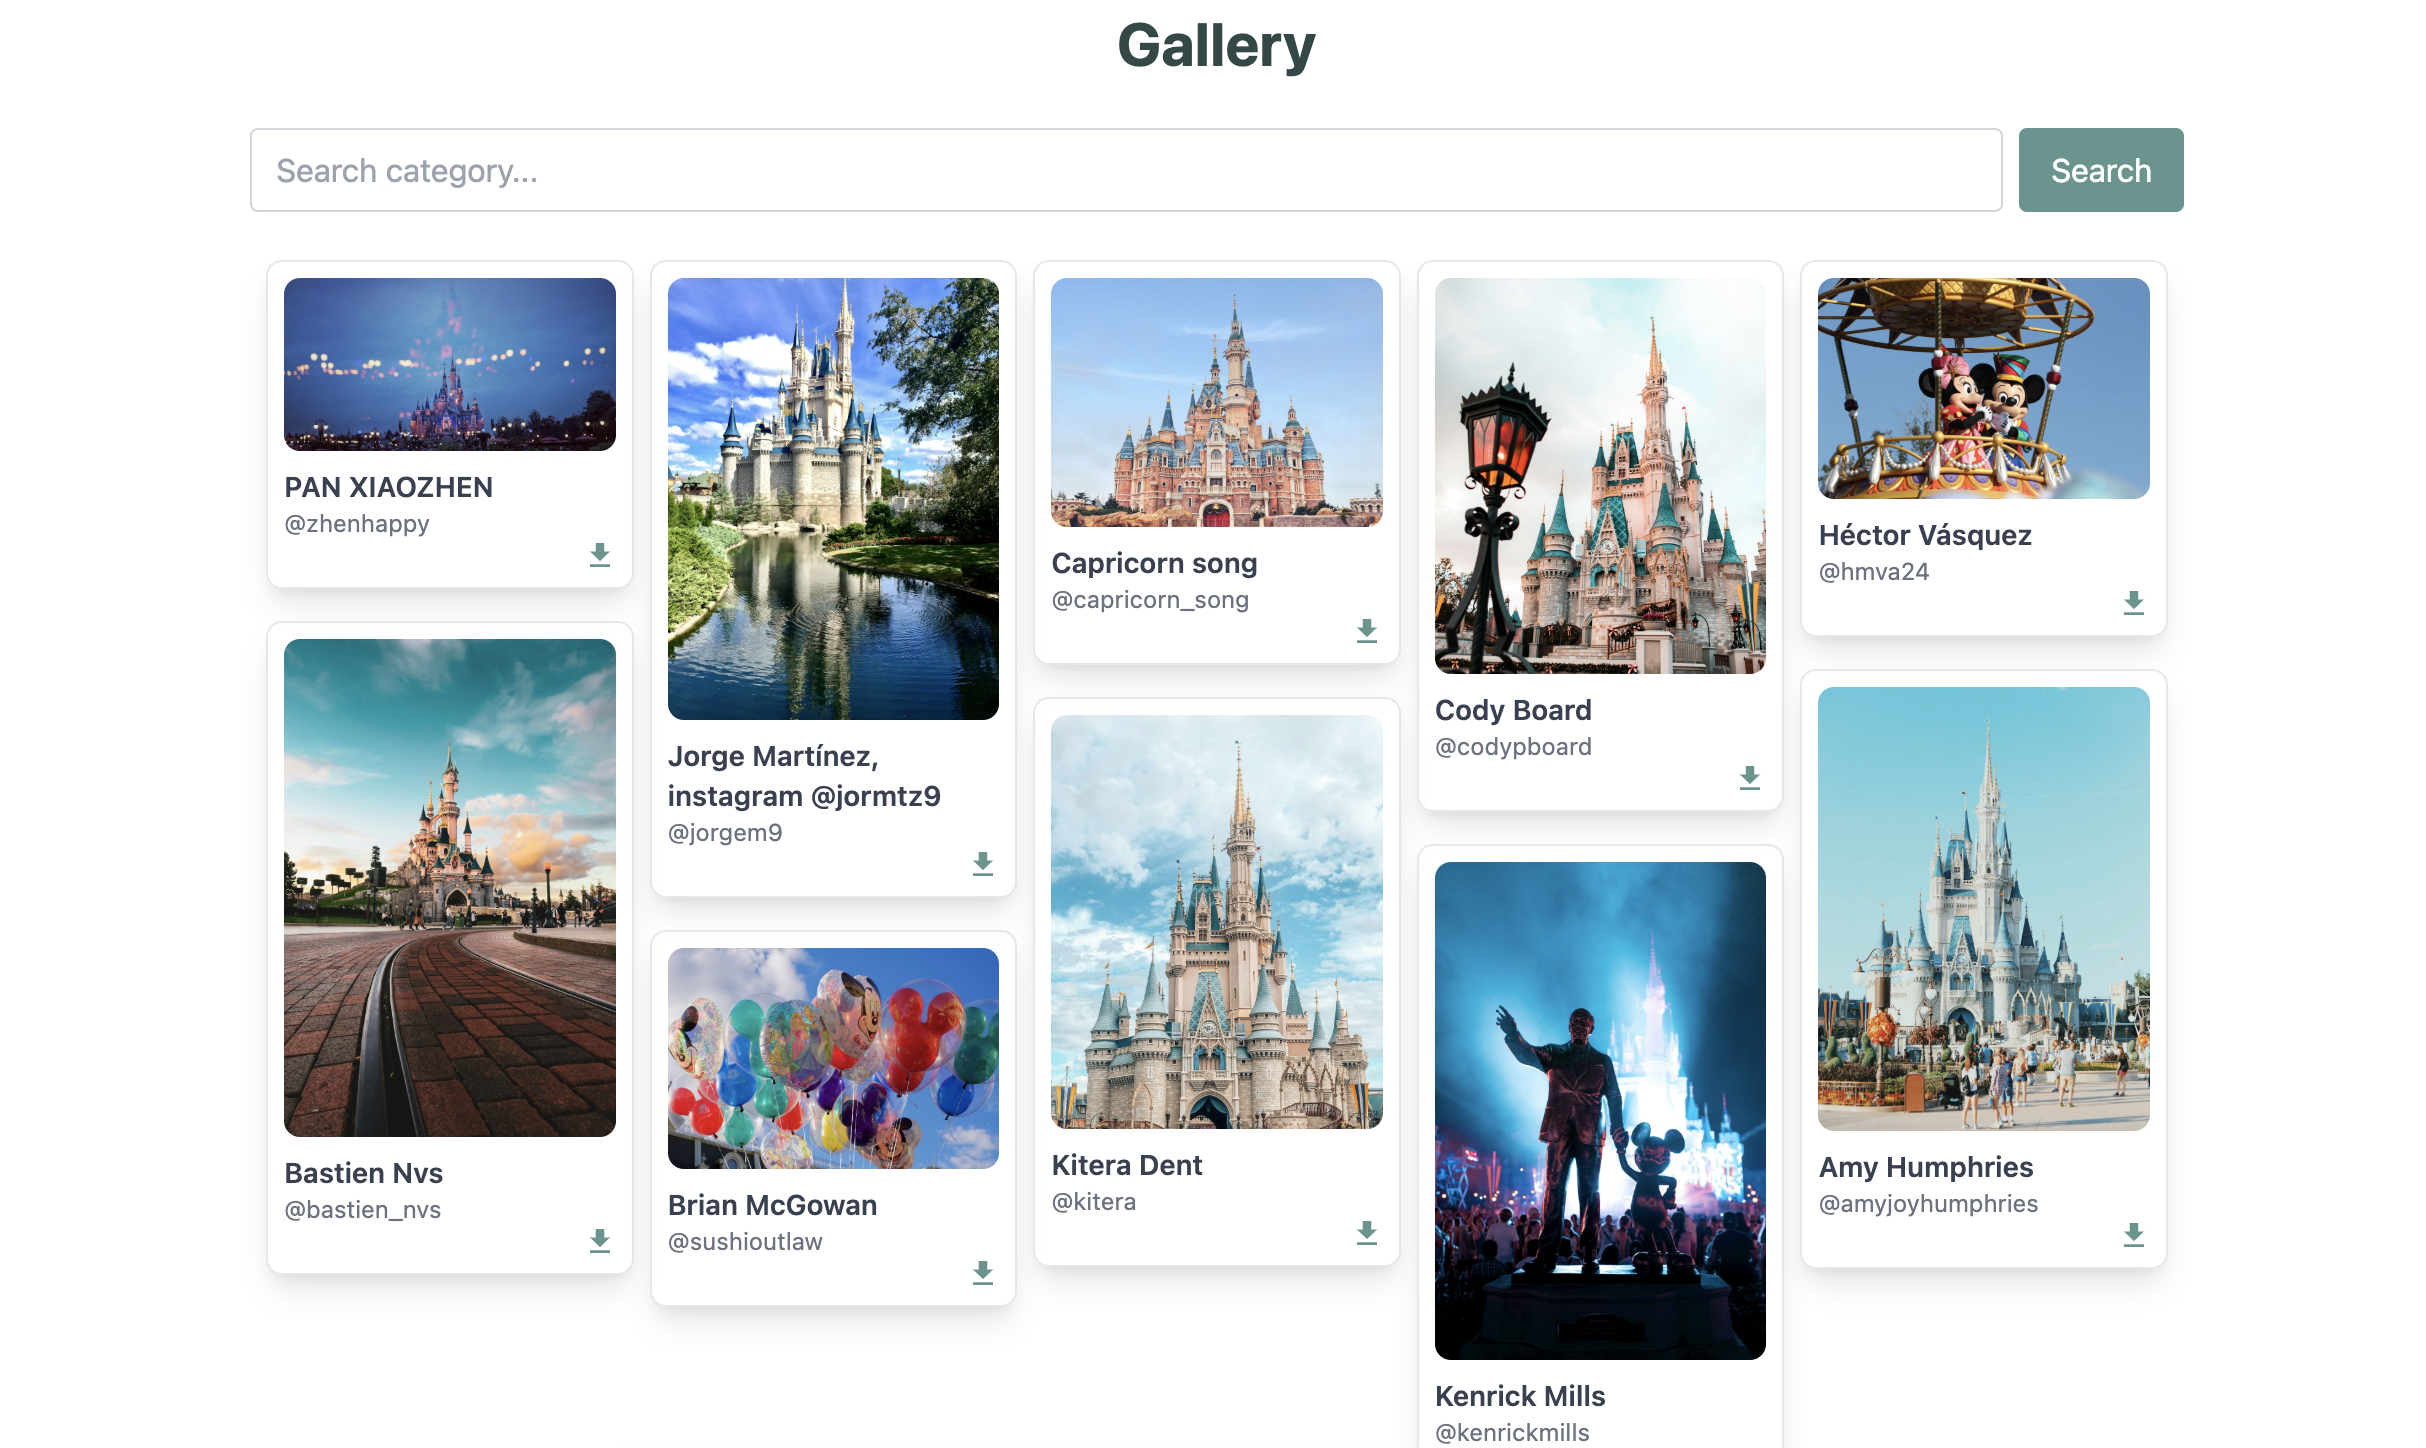 Gallery
Search category...
Search
PAN XIAOZHEN
@zhenhappy
Bastien Nvs
@bastien_nvs
Jorge Martínez,
instagram @jormtz9
@jorgem9
Brian McGowan
@sushioutlaw
Capricorn song
@capricorn_song
Kitera Dent
@kitera
Cody Board
@codypboard
Kenrick Mills
@kenrickmills
Héctor Vásquez
@hmva24
Amy Humphries
@amyjoyhumphries